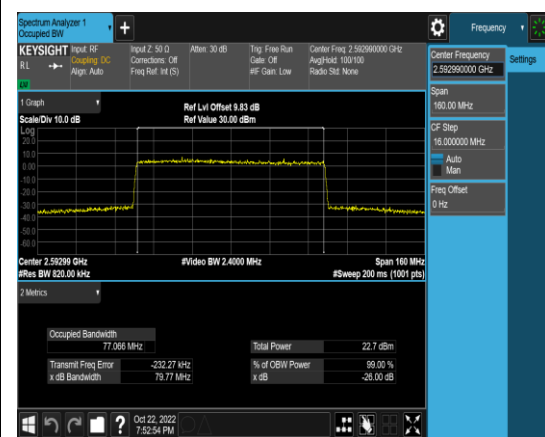 Spectrum Analyzer 1
Occupied BW
+
Frequency
KEYSIGHT Input: RF
RL
Coupling: DC
Align: Auto
Input Z: 50 Ω
Corrections: Off
Freq Ref: Int (S)
Atten: 30 dB
Trig: Free Run
Gate: Off
#IF Gain: Low
Center Freq: 2.592990000 GHz
Avg|Hold: 100/100
Radio Std: None
Center Frequency
2.592990000 GHz
Settings
Span
160.00 MHz
CF Step
16.000000 MHz
Auto
Man
Freq Offset
0 Hz
1 Graph
Scale/Div 10.0 dB
Ref Lvl Offset 9.83 dB
Ref Value 30.00 dBm
Log
20.0
10.0
0.00
-10.0
-20.0
-30.0
-40.0
-50.0
-60.0
Center 2.59299 GHz
#Video BW 2.4000 MHz
Span 160 MHz
#Res BW 820.00 kHz
#Sweep 200 ms (1001 pts)
2 Metrics
Occupied Bandwidth
77.066 MHz
Total Power 22.7 dBm
Transmit Freq Error -232.27 kHz
% of OBW Power 99.00 %
x dB Bandwidth 79.77 MHz
x dB -26.00 dB
?
Oct 22, 2022
7:52:54 PM